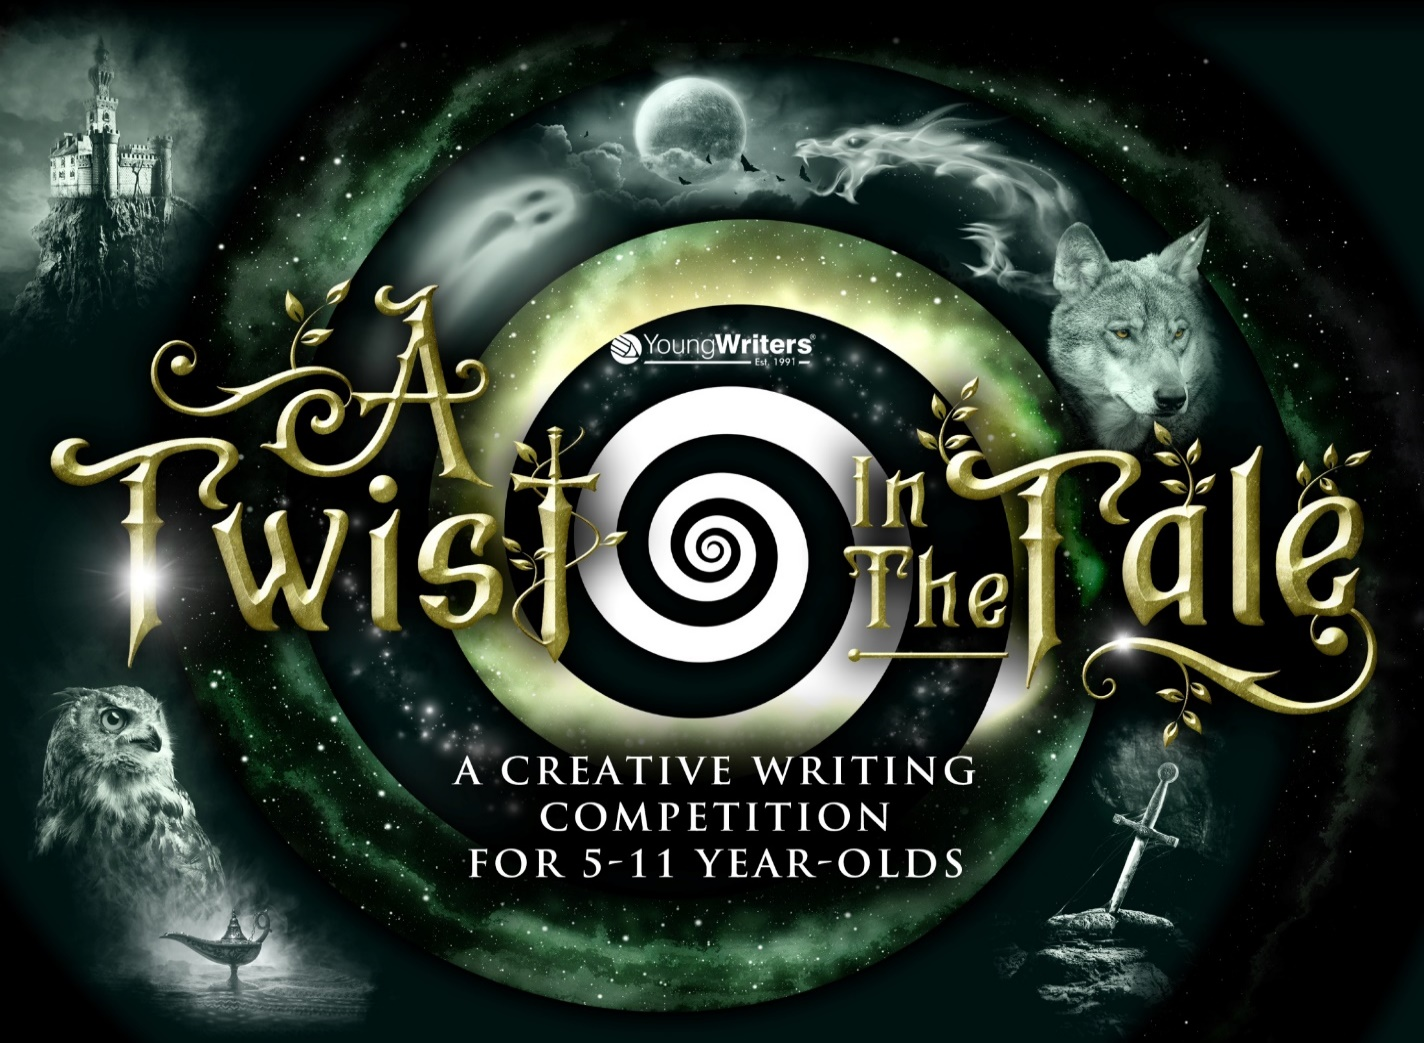 YoungWriters®
Est. 1991
A
Twist
In
The
Tale
A CREATIVE WRITING
COMPETITION
FOR 5-11 YEAR-OLDS